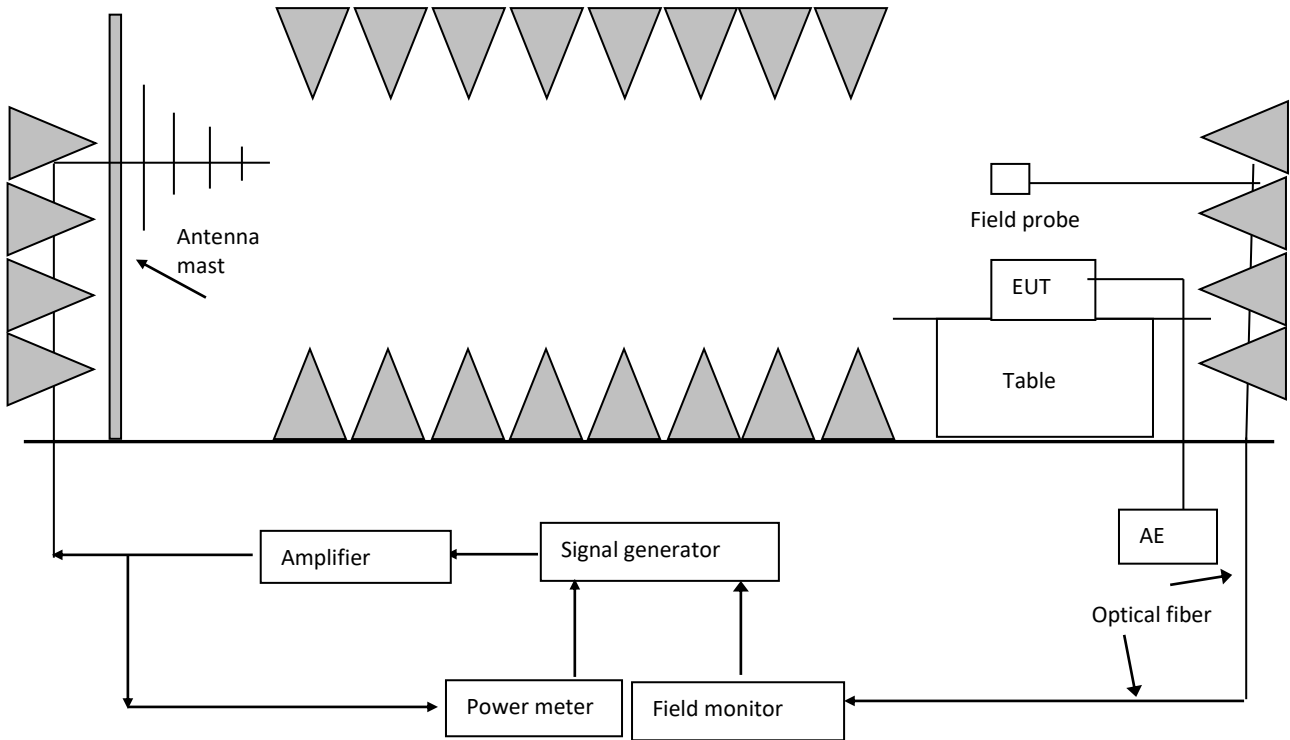 Antenna
mast
Field probe
EUT
Table
AE
Signal generator
Amplifier
Optical fiber
Power meter
Field monitor